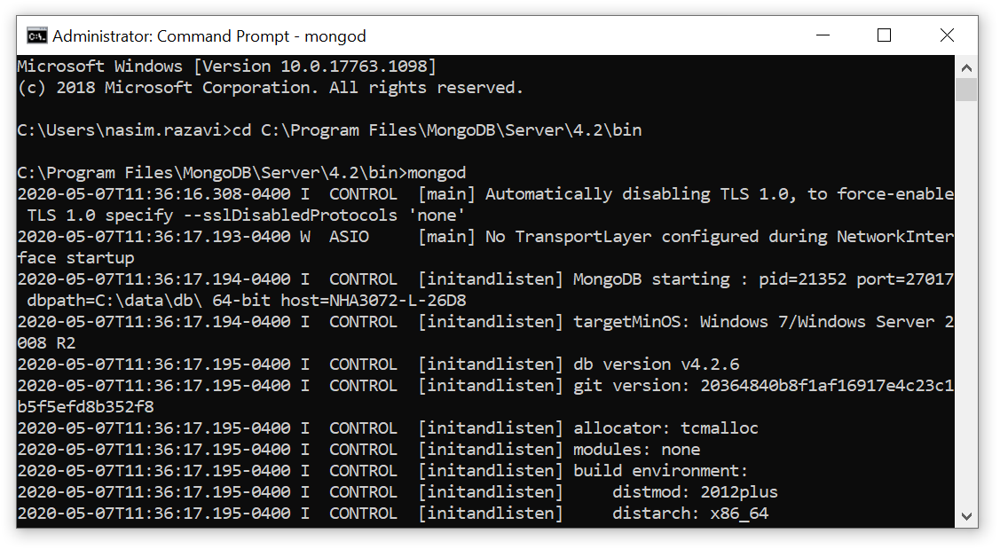 Administrator: Command Prompt - mongod
Microsoft Windows [Version 10.0.17763.1098]
(c) 2018 Microsoft Corporation. All rights reserved.
C:\Users\nasim.razavi>cd C:\Program Files\MongoDB\Server\4.2\bin
C:\Program Files\MongoDB\Server\4.2\bin>mongod
2020-05-07T11:36:16.308-0400 I  CONTROL  [main] Automatically disabling TLS 1.0, to force-enable
 TLS 1.0 specify --sslDisabledProtocols 'none'
2020-05-07T11:36:17.193-0400 W  ASIO     [main] No TransportLayer configured during NetworkInter
face startup
2020-05-07T11:36:17.194-0400 I  CONTROL  [initandlisten] MongoDB starting : pid=21352 port=27017
 dbpath=C:\data\db\ 64-bit host=NHA3072-L-26D8
2020-05-07T11:36:17.194-0400 I  CONTROL  [initandlisten] targetMinOS: Windows 7/Windows Server 2
008 R2
2020-05-07T11:36:17.195-0400 I  CONTROL  [initandlisten] db version v4.2.6
2020-05-07T11:36:17.195-0400 I  CONTROL  [initandlisten] git version: 20364840b8f1af16917e4c23c1
b5f5efd8b352f8
2020-05-07T11:36:17.195-0400 I  CONTROL  [initandlisten] allocator: tcmalloc
2020-05-07T11:36:17.195-0400 I  CONTROL  [initandlisten] modules: none
2020-05-07T11:36:17.195-0400 I  CONTROL  [initandlisten] build environment:
2020-05-07T11:36:17.195-0400 I  CONTROL  [initandlisten]     distmod: 2012plus
2020-05-07T11:36:17.195-0400 I  CONTROL  [initandlisten]     distarch: x86_64